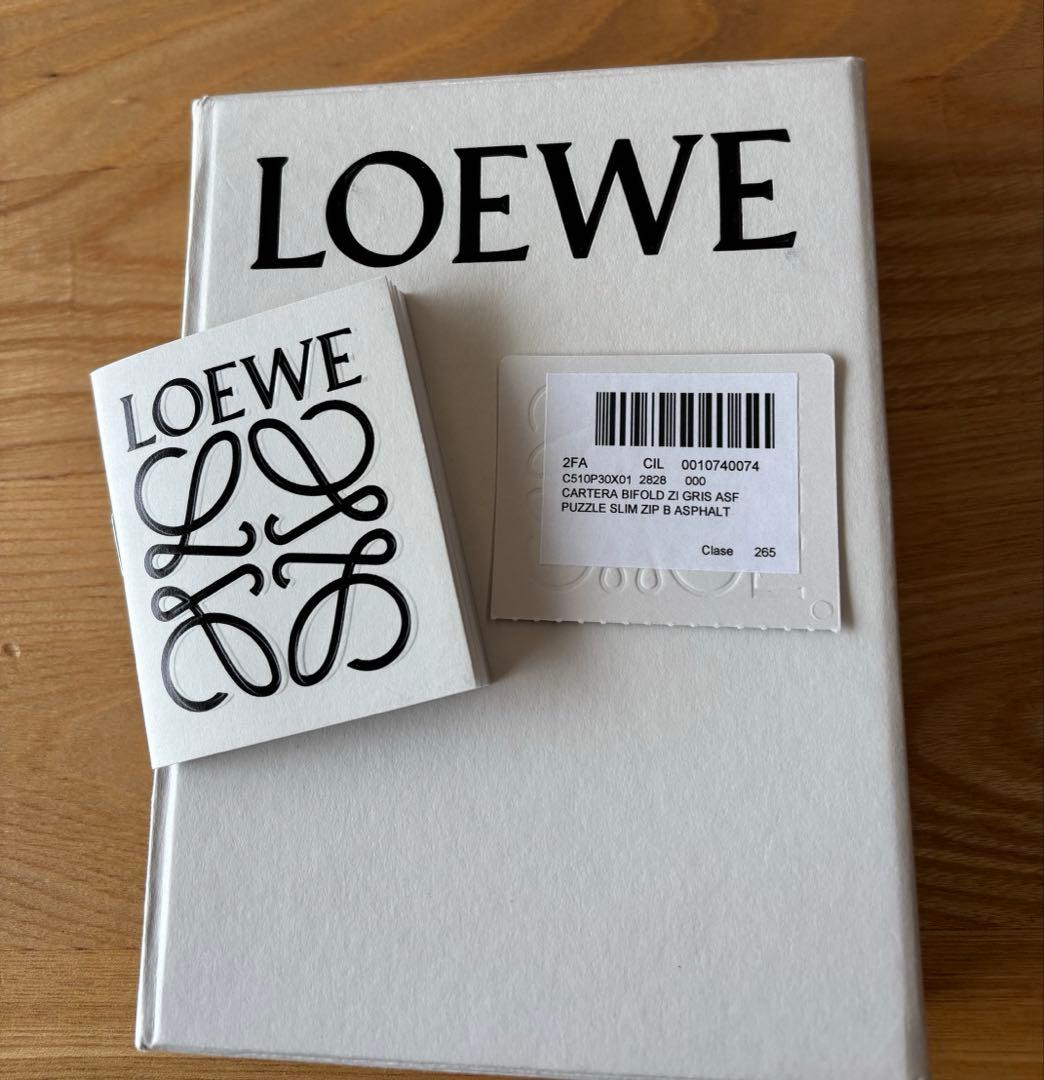 LOEWE
LOEWE
2FA CIL 0010740074
C510P30X01 2828 000
CARTERA BIFOLD ZI GRIS ASF
PUZZLE SLIM ZIP B ASPHALT
Clase 265